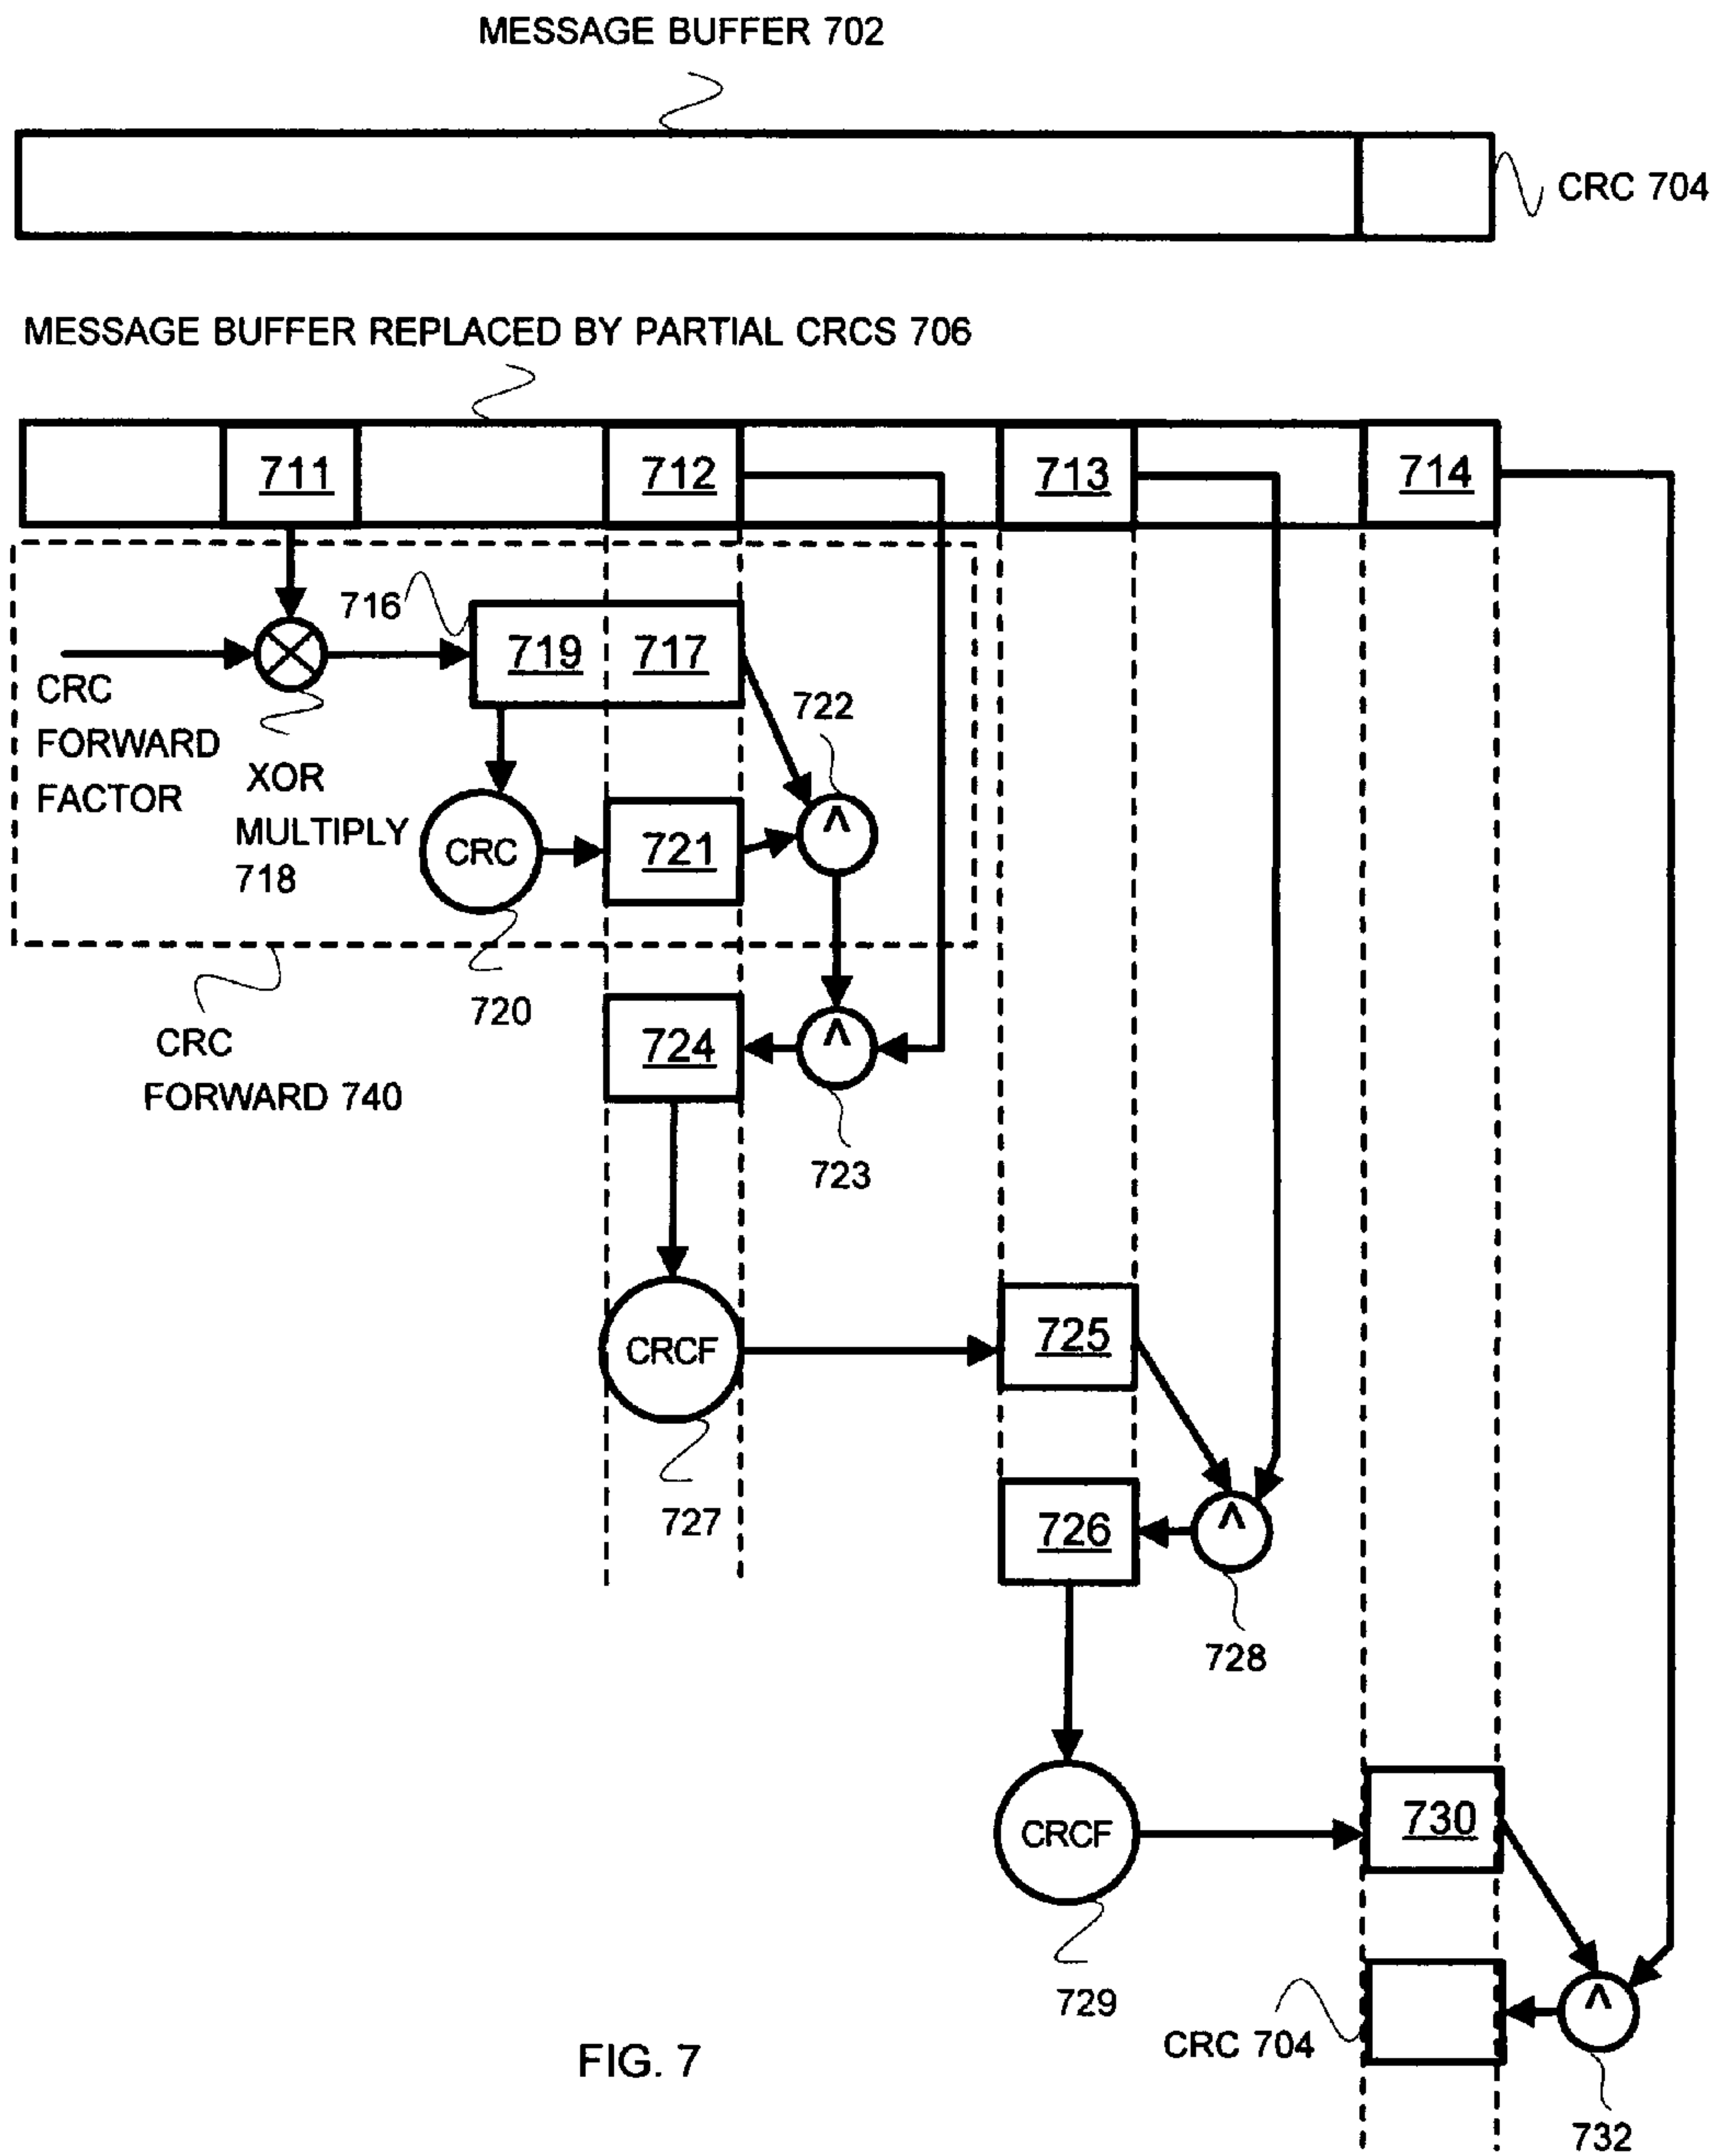 MESSAGE BUFFER 702
CRC 704
MESSAGE BUFFER REPLACED BY PARTIAL CRCS 706
711
712
713
714
716
719
717
CRC
FORWARD
FACTOR
XOR
MULTIPLY
718
722
^
CRC
721
720
CRC
FORWARD 740
724
^
723
CRCF
725
727
726
^
728
CRCF
730
729
CRC 704
^
732
FIG. 7